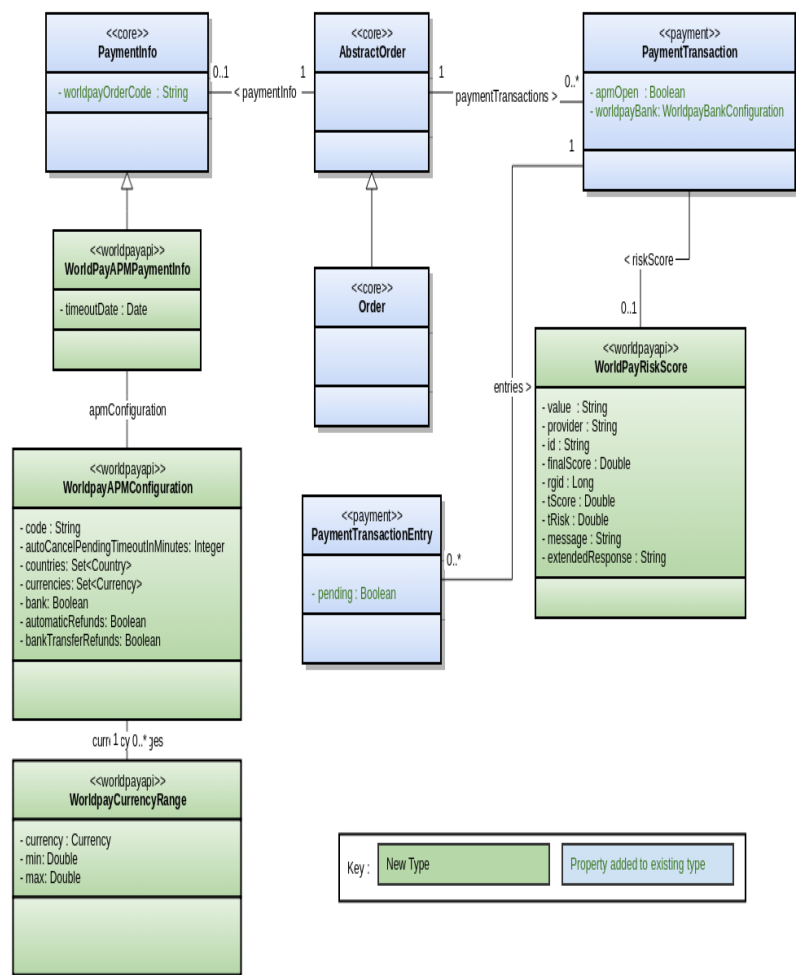 <<core>>
PaymentInfo
- worldpayOrderCode : String
0..1
< paymentInfo
1
<<core>>
AbstractOrder
1
paymentTransactions >
0..*
<<payment>>
PaymentTransaction
- apmOpen : Boolean
- worldpayBank: WorldpayBankConfiguration
1
<<worldpayapi>>
WorldPayAPMPaymentInfo
- timeoutDate : Date
<<core>>
Order
< riskScore
0..1
entries >
<<worldpayapi>>
WorldPayRiskScore
- value : String
- provider : String
- id : String
- finalScore : Double
- rgid : Long
- tScore : Double
- tRisk : Double
- message : String
- extendedResponse : String
apmConfiguration
<<worldpayapi>>
WorldpayAPMConfiguration
- code : String
- autoCancelPendingTimeoutInMinutes: Integer
- countries: Set<Country>
- currencies: Set<Currency>
- bank: Boolean
- automaticRefunds: Boolean
- bankTransferRefunds: Boolean
<<payment>>
PaymentTransactionEntry
- pending : Boolean
0..*
1
0..*
<<worldpayapi>>
WorldpayCurrencyRange
- currency : Currency
- min: Double
- max: Double
Key :
New Type
Property added to existing type